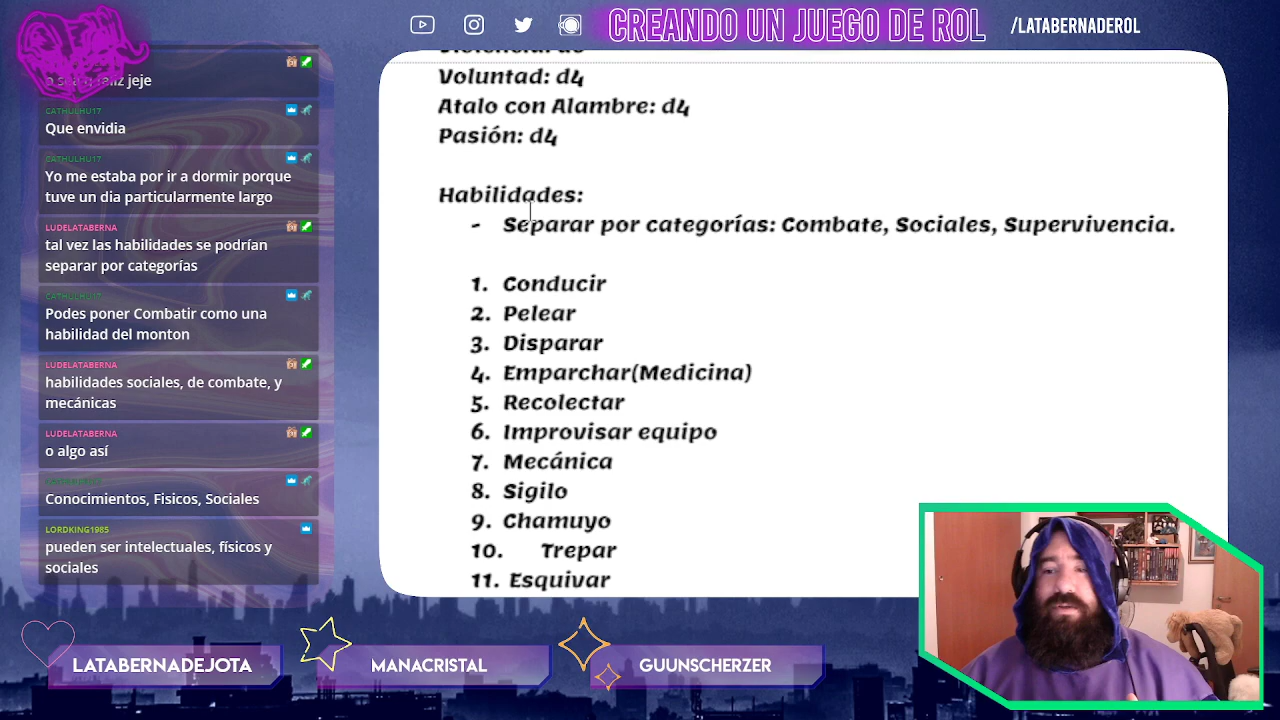 CREANDO UN JUEGO DE ROL
/LATABERNADEROL
jeje
CATHULHU17
Que envidia
CATHULHU17
Yo me estaba por ir a dormir porque
tuve un dia particularmente largo
LUDELATABERNA
tal vez las habilidades se podrían
separar por categorías
CATHULHU17
Podes poner Combatir como una
habilidad del monton
LUDELATABERNA
habilidades sociales, de combate, y
mecánicas
LUDELATABERNA
o algo así
Conocimientos, Fisicos, Sociales
LORDKING1985
pueden ser intelectuales, físicos y
sociales
Voluntad: d4
Atalo con Alambre: d4
Pasión: d4
Habilidades:
- Separar por categorías: Combate, Sociales, Supervivencia.
1. Conducir
2. Pelear
3. Disparar
4. Emparchar(Medicina)
5. Recolectar
6. Improvisar equipo
7. Mecánica
8. Sigilo
9. Chamuyo
10. Trepar
11. Esquivar
LATABERNADEJOTA
MANACRISTAL
GUUNSCHERZER